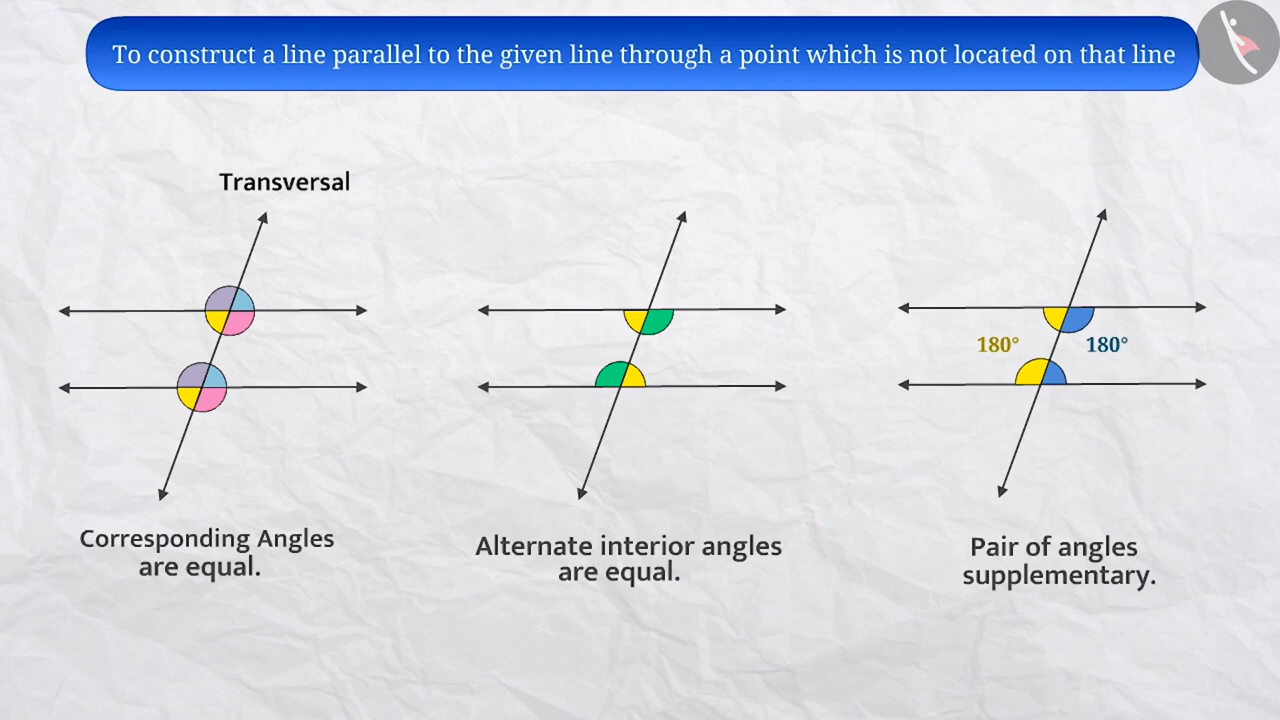 To construct a line parallel to the given line through a point which is not located on that line
Transversal
180° 180°
Corresponding Angles
are equal.
Alternate interior angles
are equal.
Pair of angles
supplementary.